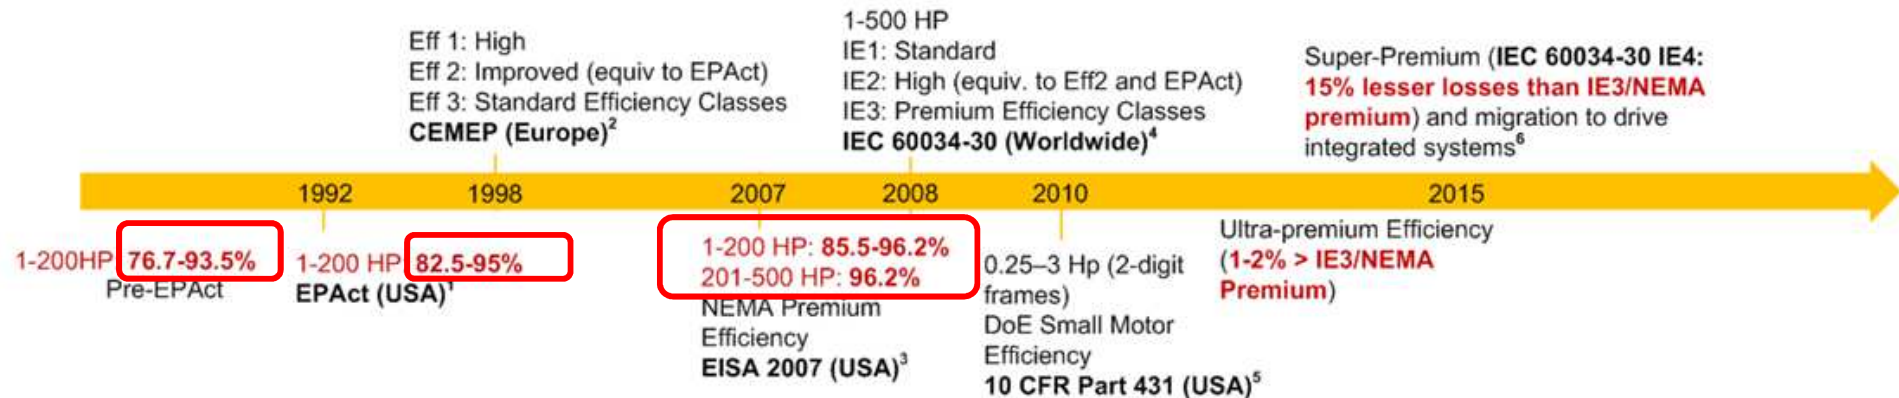 Eff 1: High
Eff 2: Improved (equiv to EPAct)
Eff 3: Standard Efficiency Classes
CEMEP (Europe)²
1-500 HP
IE1: Standard
IE2: High (equiv. to Eff2 and EPAct)
IE3: Premium Efficiency Classes
IEC 60034-30 (Worldwide)⁴
Super-Premium (IEC 60034-30 IE4:
15% lesser losses than IE3/NEMA
premium) and migration to drive
integrated systems⁶
1992
1998
2007
2008
2010
2015
1-200HP: 76.7-93.5%
Pre-EPAct
1-200 HP: 82.5-95%
EPAct (USA)¹
1-200 HP: 85.5-96.2%
201-500 HP: 96.2%
NEMA Premium
Efficiency
EISA 2007 (USA)³
0.25–3 Hp (2-digit
frames)
DoE Small Motor
Efficiency
10 CFR Part 431 (USA)⁵
Ultra-premium Efficiency
(1-2% > IE3/NEMA
Premium)